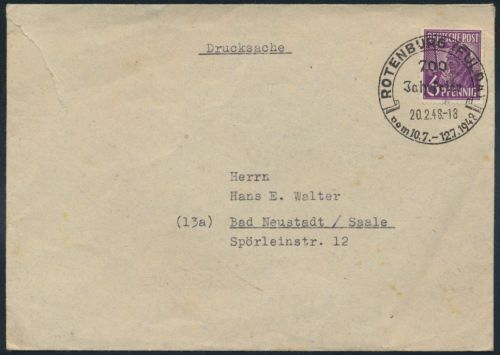 Drucksache
DEUTSCHE POST
6 PFENNIG
ROTENBURG (FULDA)
700
Jahrfeier
20.2.48.-18
vom 10.7.-12.7.1948
Herrn
Hans E. Walter
(13a) Bad Neustadt / Saale
Spörleinstr. 12